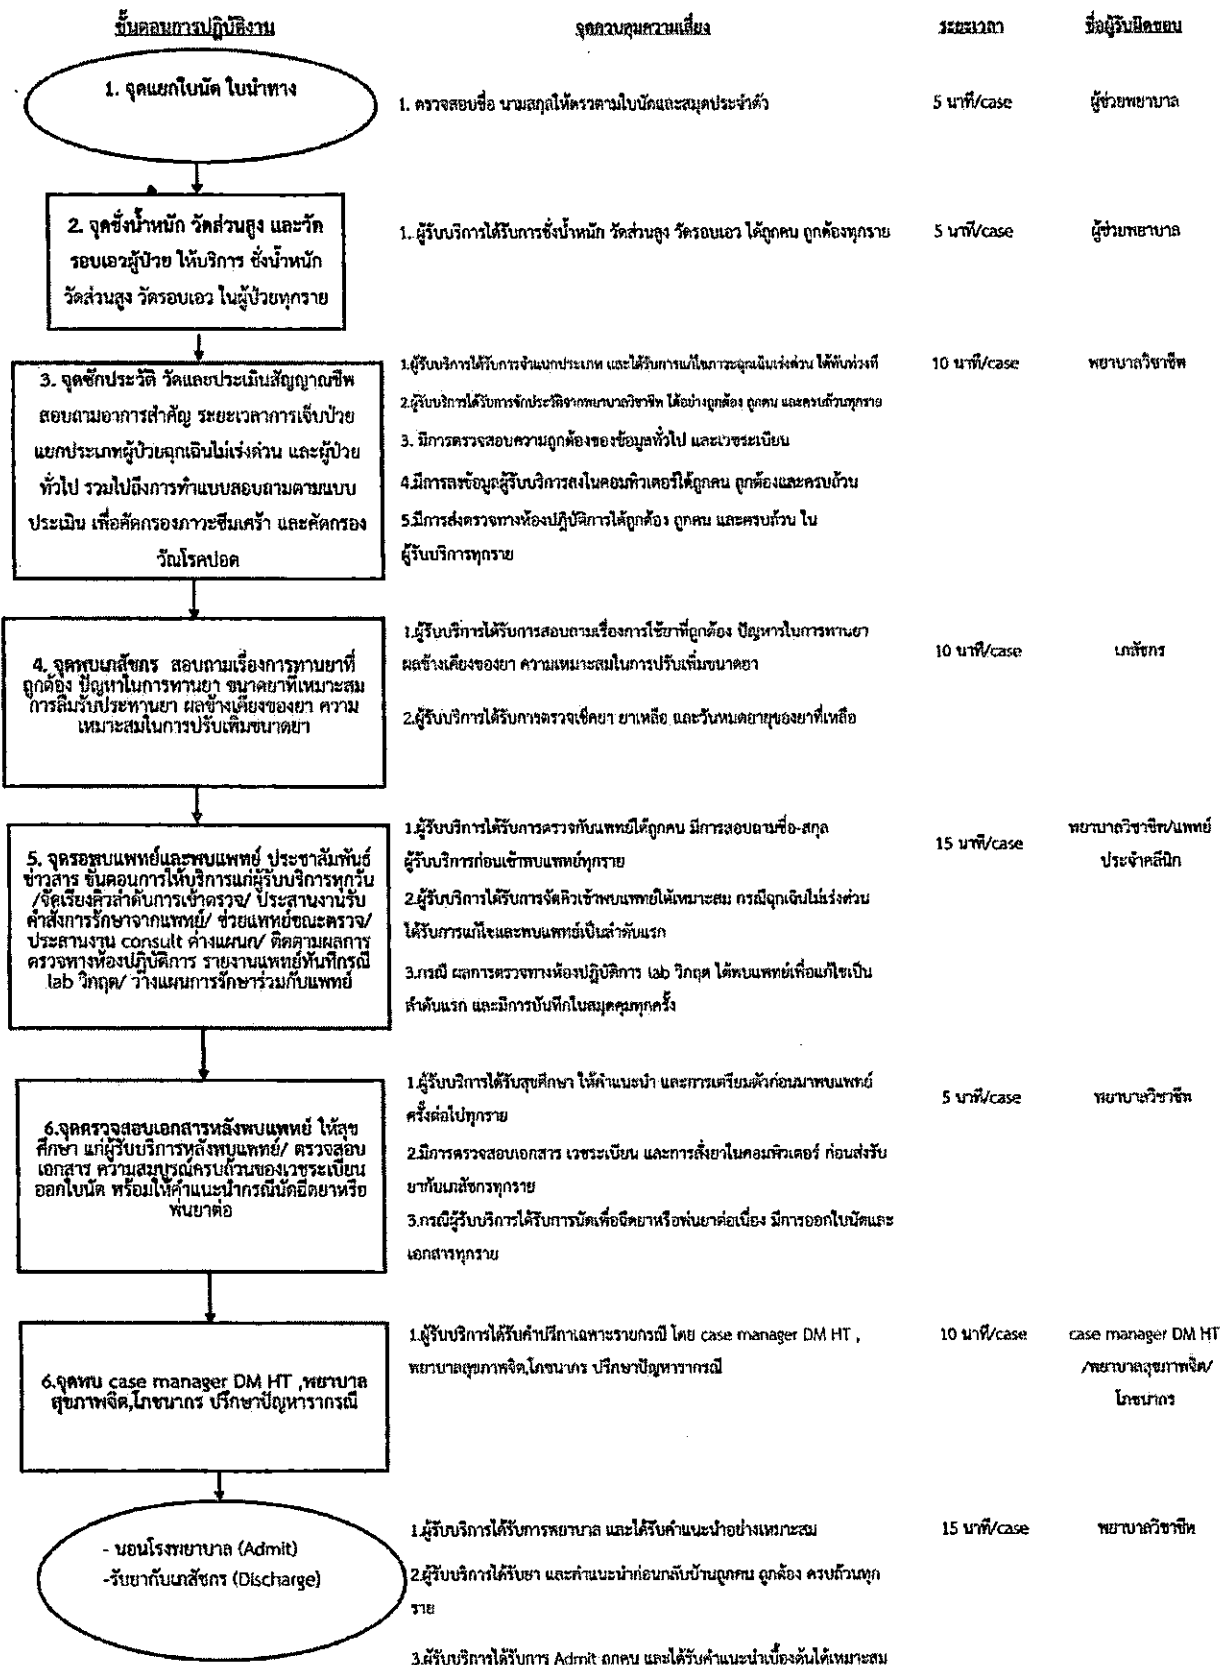 ขั้นตอนการปฏิบัติงาน
จุดควบคุมความเสี่ยง
ระยะเวลา
ชื่อผู้รับผิดชอบ
1. จุดแยกใบนัด ใบนำทาง
1. ตรวจสอบชื่อ นามสกุลให้ตรงตามใบนัดและสมุดประจำตัว
5 นาที/case
ผู้ช่วยพยาบาล
2. จุดชั่งน้ำหนัก วัดส่วนสูง และวัด
รอบเอวผู้ป่วย ให้บริการ ชั่งน้ำหนัก
วัดส่วนสูง วัดรอบเอว ในผู้ป่วยทุกราย
1. ผู้รับบริการได้รับการชั่งน้ำหนัก วัดส่วนสูง วัดรอบเอว ได้ถูกคน ถูกต้องทุกราย
5 นาที/case
ผู้ช่วยพยาบาล
3. จุดซักประวัติ วัดและประเมินสัญญาณชีพ
สอบถามอาการสำคัญ ระยะเวลาการเจ็บป่วย
แยกประเภทผู้ป่วยฉุกเฉินไม่เร่งด่วน และผู้ป่วย
ทั่วไป รวมไปถึงการทำแบบสอบถามตามแบบ
ประเมิน เพื่อคัดกรองภาวะซึมเศร้า และคัดกรอง
วัณโรคปอด
1.ผู้รับบริการได้รับการจำแนกประเภท และได้รับการแก้ไขภาวะฉุกเฉินเร่งด่วน ได้ทันท่วงที
2.ผู้รับบริการได้รับการซักประวัติจากพยาบาลวิชาชีพ ได้อย่างถูกต้อง ถูกคน และครบถ้วนทุกราย
3. มีการตรวจสอบความถูกต้องของข้อมูลทั่วไป และเวชระเบียน
4.มีการลงข้อมูลผู้รับบริการลงในคอมพิวเตอร์ได้ถูกคน ถูกต้องและครบถ้วน
5.มีการส่งตรวจทางห้องปฏิบัติการได้ถูกต้อง ถูกคน และครบถ้วน ใน
ผู้รับบริการทุกราย
10 นาที/case
พยาบาลวิชาชีพ
4. จุดพบเภสัชกร สอบถามเรื่องการทานยาที่
ถูกต้อง ปัญหาในการทานยา ขนาดยาที่เหมาะสม
การลืมรับประทานยา ผลข้างเคียงของยา ความ
เหมาะสมในการปรับเพิ่มขนาดยา
1.ผู้รับบริการได้รับการสอบถามเรื่องการใช้ยาที่ถูกต้อง ปัญหารในการทานยา
ผลข้างเคียงของยา ความเหมาะสมในการปรับเพิ่มขนาดยา
2.ผู้รับบริการได้รับการตรวจเช็คยา ยาเหลือ และวันหมดอายุของยาที่เหลือ
10 นาที/case
เภสัชกร
5. จุดรอพบแพทย์และพบแพทย์ ประชาสัมพันธ์
ข่าวสาร ขั้นตอนการให้บริการแก่ผู้รับบริการทุกวัน
/จัดเรียงคิวลำดับการเข้าตรวจ/ ประสานงานรับ
คำสั่งการรักษาจากแพทย์/ ช่วยแพทย์ขณะตรวจ/
ประสานงาน consult ต่างแผนก/ ติดตามผลการ
ตรวจทางห้องปฏิบัติการ รายงานแพทย์ทันทีกรณี
lab วิกฤต/ วางแผนการรักษาร่วมกับแพทย์
1.ผู้รับบริการได้รับการตรวจกับแพทย์ได้ถูกคน มีการสอบถามชื่อ-สกุล
ผู้รับบริการก่อนเข้าพบแพทย์ทุกราย
2.ผู้รับบริการได้รับการจัดคิวเข้าพบแพทย์ได้เหมาะสม กรณีฉุกเฉินไม่เร่งด่วน
ได้รับการแก้ไขและพบแพทย์เป็นลำดับแรก
3.กรณี ผลการตรวจทางห้องปฏิบัติการ lab วิกฤต ได้พบแพทย์เพื่อแก้ไขเป็น
ลำดับแรก และมีการบันทึกในสมุดคุมทุกครั้ง
15 นาที/case
พยาบาลวิชาชีพ/แพทย์
ประจำคลินิก
6.จุดตรวจสอบเอกสารหลังพบแพทย์ ให้สุข
ศึกษา แก่ผู้รับบริการหลังพบแพทย์/ ตรวจสอบ
เอกสาร ความสมบูรณ์ครบถ้วนของเวชระเบียน
ออกใบนัด พร้อมให้คำแนะนำกรณีนัดฉีดยาหรือ
พ่นยาต่อ
1.ผู้รับบริการได้รับสุขศึกษา ให้คำแนะนำ และการเตรียมตัวก่อนมาพบแพทย์
ครั้งต่อไปทุกราย
2.มีการตรวจสอบเอกสาร เวชระเบียน และการสั่งยาในคอมพิวเตอร์ ก่อนส่งรับ
ยากับเภสัชกรทุกราย
3.กรณีผู้รับบริการได้รับการนัดเพื่อฉีดยาหรือพ่นยาต่อเนื่อง มีการออกใบนัดและ
เอกสารทุกราย
5 นาที/case
พยาบาลวิชาชีพ
6.จุดพบ case manager DM HT ,พยาบาล
สุขภาพจิต,โภชนากร ปรึกษาปัญหารากรณี
1.ผู้รับบริการได้รับคำปรึกาเฉพาะรายกรณี โดย case manager DM HT ,
พยาบาลสุขภาพจิต,โภชนากร ปรึกษาปัญหารากรณี
10 นาที/case
case manager DM HT
/พยาบาลสุขภาพจิต/
โภชนากร
- นอนโรงพยาบาล (Admit)
-รับยากับเภสัชกร (Discharge)
1.ผู้รับบริการได้รับการพยาบาล และได้รับคำแนะนำอย่างเหมาะสม
2.ผู้รับบริการได้รับยา และคำแนะนำก่อนกลับบ้านถูกคน ถูกต้อง ครบถ้วนทุก
ราย
3.ผู้รับบริการได้รับการ Admit ถูกคน และได้รับคำแนะนำเบื้องต้นได้เหมาะสม
15 นาที/case
พยาบาลวิชาชีพ